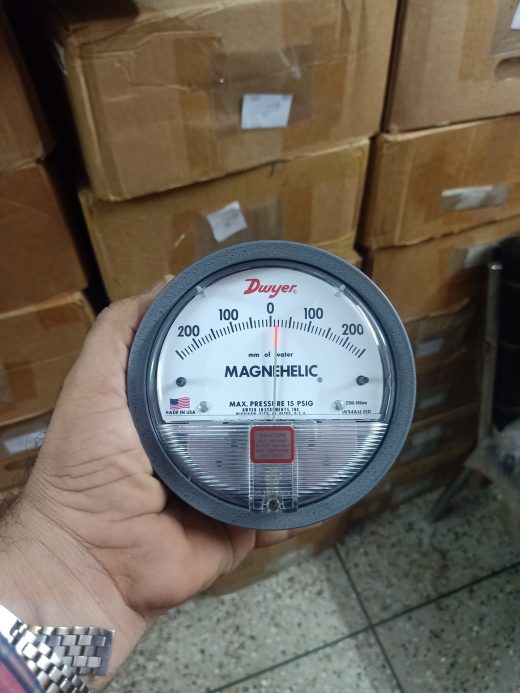 Dwyer®
200 100 0 100 200
mm of water
MAGNEHELIC®
MAX. PRESSURE 15 PSIG
DWYER INSTRUMENTS, INC.
MADE IN USA
CAUTION